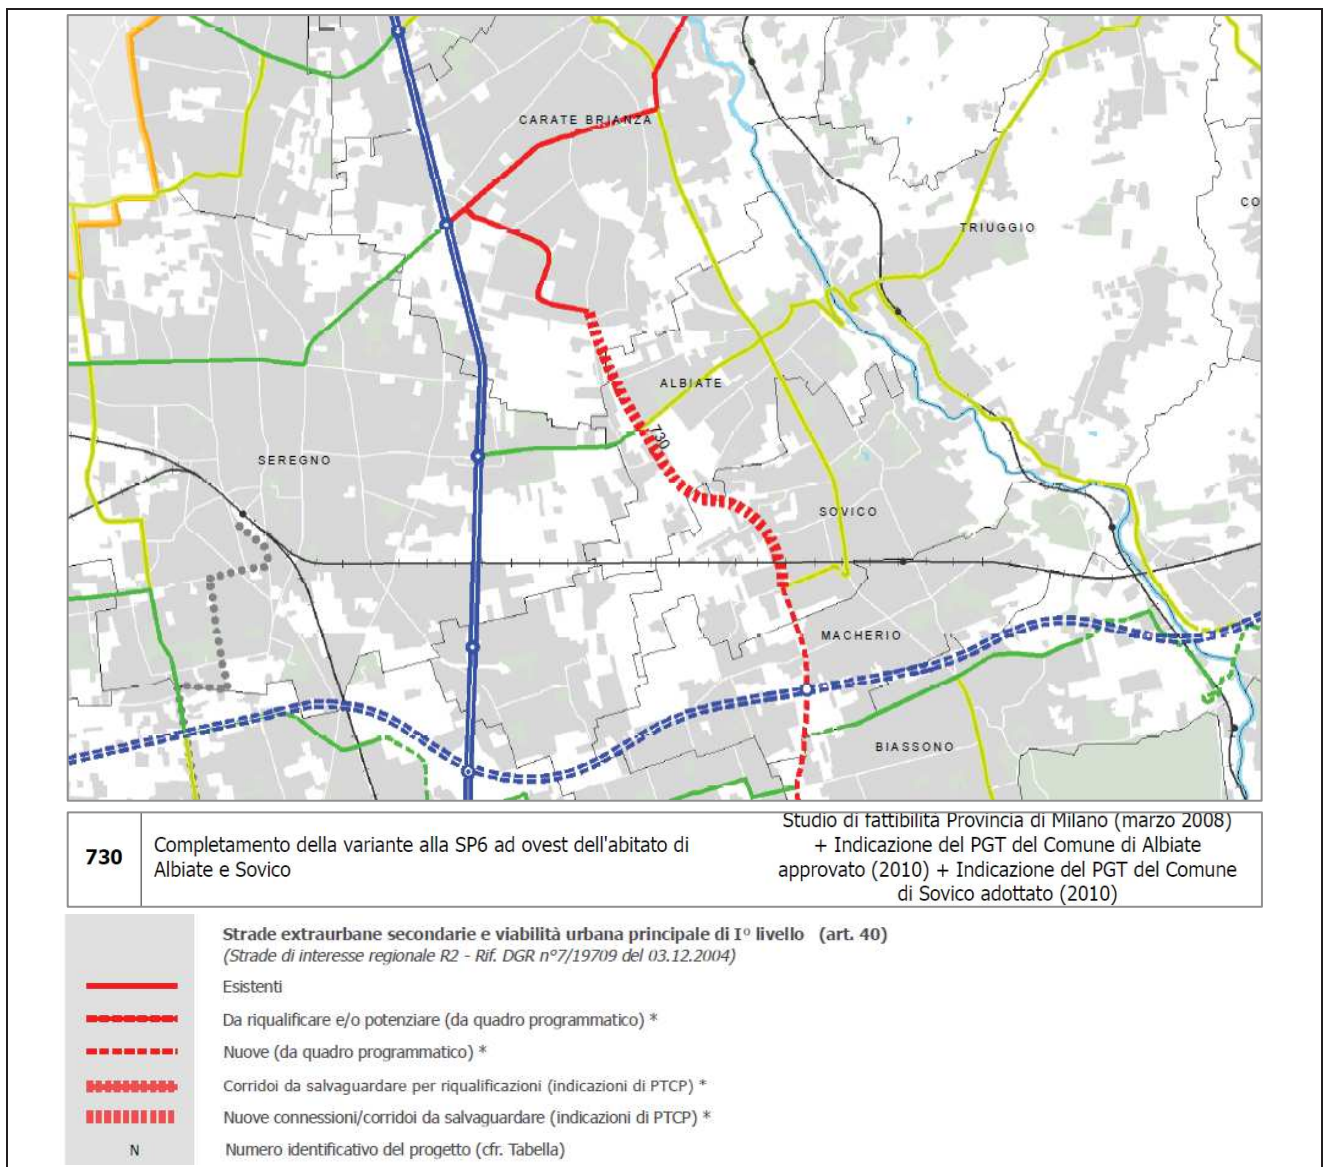 CARATE BRIANZA
CO
TRIUGGIO
ALBIATE
730
SEREGNO
SOVICO
MACHERIO
BIASSONO
730
Completamento della variante alla SP6 ad ovest dell'abitato di
Albiate e Sovico
Studio di fattibilità Provincia di Milano (marzo 2008)
+ Indicazione del PGT del Comune di Albiate
approvato (2010) + Indicazione del PGT del Comune
di Sovico adottato (2010)
Strade extraurbane secondarie e viabilità urbana principale di I° livello (art. 40)
(Strade di interesse regionale R2 - Rif. DGR n°7/19709 del 03.12.2004)
Esistenti
Da riqualificare e/o potenziare (da quadro programmatico) *
Nuove (da quadro programmatico) *
Corridoi da salvaguardare per riqualificazioni (indicazioni di PTCP) *
Nuove connessioni/corridoi da salvaguardare (indicazioni di PTCP) *
N
Numero identificativo del progetto (cfr. Tabella)